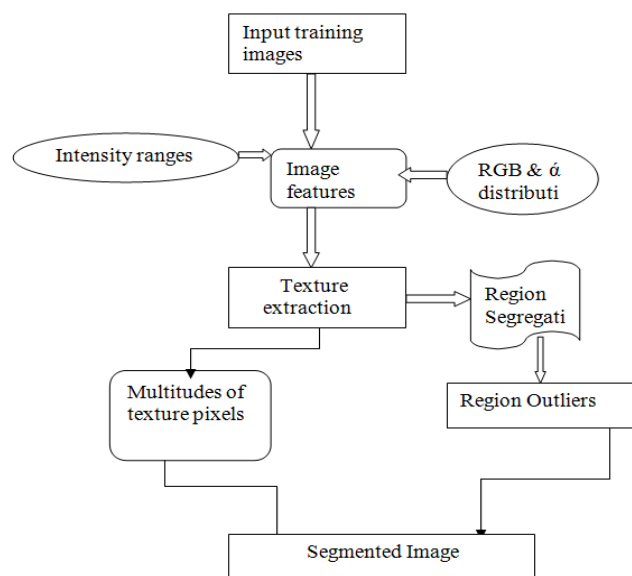 Input training
images
Intensity ranges
Image
features
RGB & ά
distributi
Texture
extraction
Region
Segregati
Multitudes of
texture pixels
Region Outliers
Segmented Image